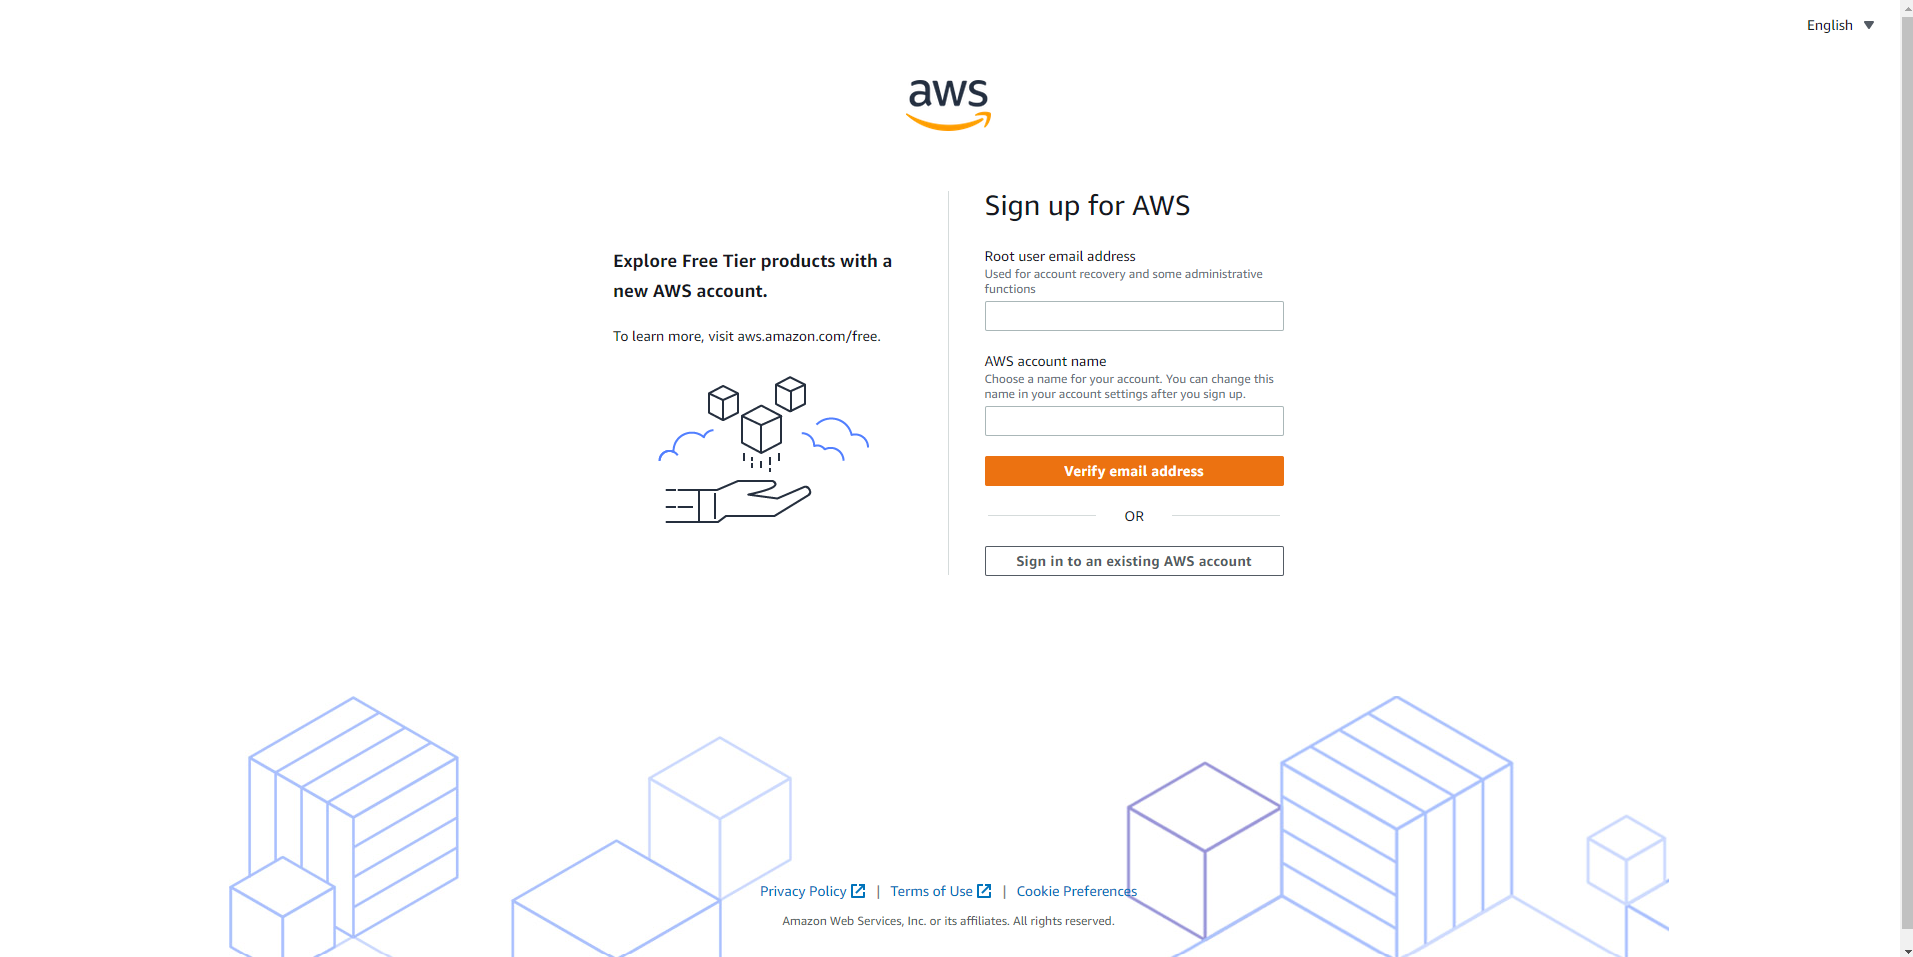 English
aws
Explore Free Tier products with a
new AWS account.
To learn more, visit aws.amazon.com/free.
Sign up for AWS
Root user email address
Used for account recovery and some administrative
functions
AWS account name
Choose a name for your account. You can change this
name in your account settings after you sign up.
Verify email address
OR
Sign in to an existing AWS account
Privacy Policy | Terms of Use | Cookie Preferences
Amazon Web Services, Inc. or its affiliates. All rights reserved.